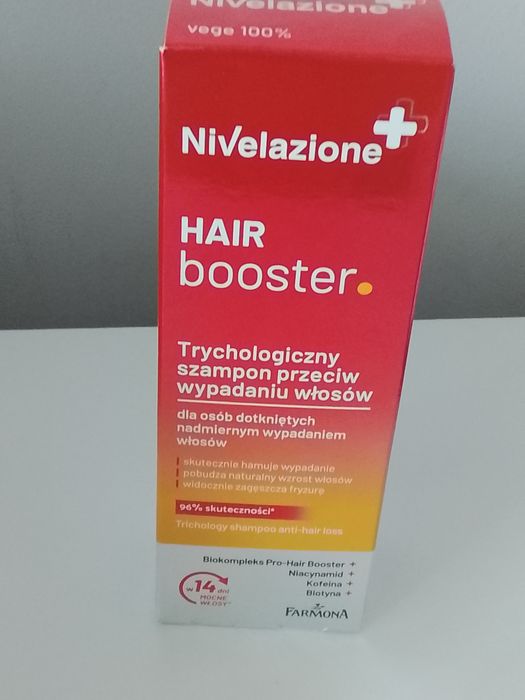 Nivelazione
vege 100%
Nivelazione
HAIR
booster.
Trychologiczny
szampon przeciw
wypadaniu włosów
dla osób dotkniętych
nadmiernym wypadaniem
włosów
skutecznie hamuje wypadanie
pobudza naturalny wzrost włosów
widocznie zagęszcza fryzurę
96% skuteczności*
Trichology shampoo anti-hair loss
Biokompleks Pro-Hair Booster +
Niacynamid +
Kofeina +
Biotyna +
w 14 dni
MOCNE
WŁOSY*
FARMONA